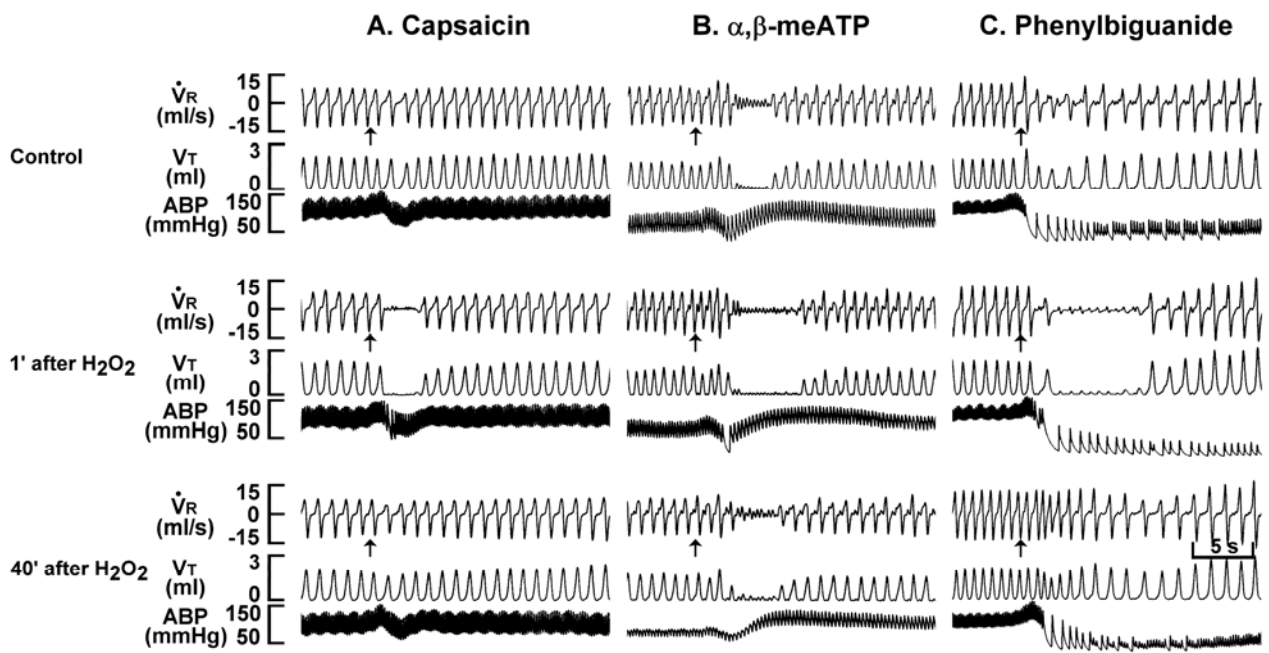 A. Capsaicin B. α,β-meATP C. Phenylbiguanide
Control
V̇R
(ml/s)
15
0
-15
VT
(ml)
3
0
ABP
(mmHg)
150
50
1' after H₂O₂
V̇R
(ml/s)
15
0
-15
VT
(ml)
3
0
ABP
(mmHg)
150
50
40' after H₂O₂
V̇R
(ml/s)
15
0
-15
5 s
VT
(ml)
3
0
ABP
(mmHg)
150
50